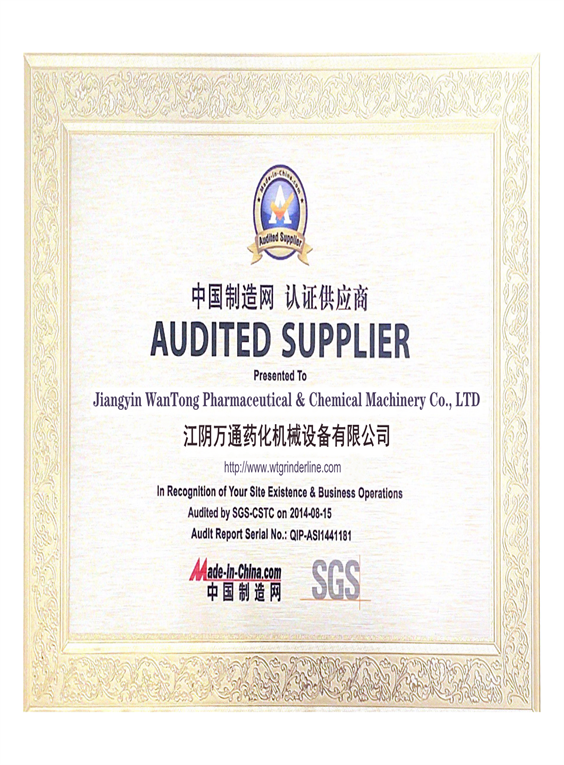 Made-in-China.com
Audited Supplier
中国制造网 认证供应商
AUDITED SUPPLIER
Presented To
Jiangyin WanTong Pharmaceutical & Chemical Machinery Co., LTD
江阴万通药化机械设备有限公司
http://www.wtgrinderline.com
In Recognition of Your Site Existence & Business Operations
Audited by SGS-CSTC on 2014-08-15
Audit Report Serial No.: QIP-ASI1441181
Made-in-China.com
中国制造网
SGS